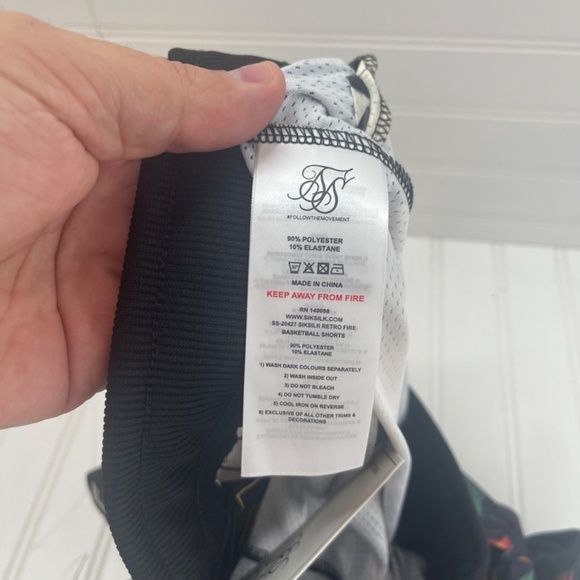 #FOLLOWTHEMOVEMENT
90% POLYESTER
10% ELASTANE
MADE IN CHINA
KEEP AWAY FROM FIRE
RN 149098
WWW.SIKSILK.COM
SS-20427 SIKSILK RETRO FIRE
BASKETBALL SHORTS
90% POLYESTER
10% ELASTANE
1) WASH DARK COLOURS SEPARATELY
2) WASH INSIDE OUT
3) DO NOT BLEACH
4) DO NOT TUMBLE DRY
5) COOL IRON ON REVERSE
6) EXCLUSIVE OF ALL OTHER TRIMS &
DECORATIONS